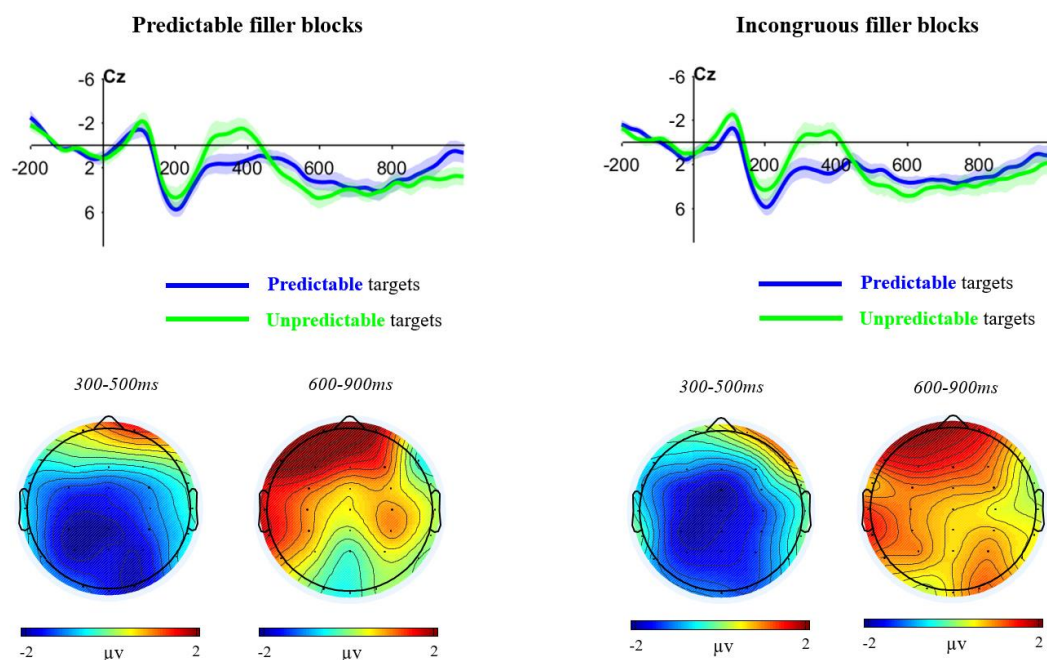 Predictable filler blocks
-6 Cz
-2
-200 200 400 600 800
2
6
Predictable targets
Unpredictable targets
300-500ms 600-900ms
-2 2 -2 2
μv μv
Incongruous filler blocks
-6 Cz
-2
-200 200 400 600 800
2
6
Predictable targets
Unpredictable targets
300-500ms 600-900ms
-2 2 -2 2
μv μv